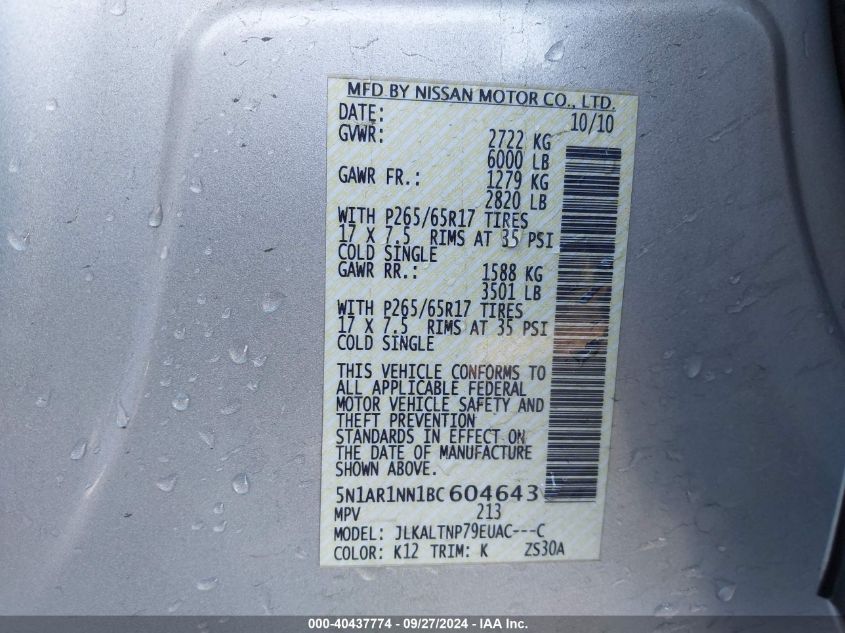 MFD BY NISSAN MOTOR CO., LTD.
DATE: 10/10
GVWR: 2722 KG
6000 LB
GAWR FR.: 1279 KG
2820 LB
WITH P265/65R17 TIRES
17 X 7.5 RIMS AT 35 PSI
COLD SINGLE
GAWR RR.: 1588 KG
3501 LB
WITH P265/65R17 TIRES
17 X 7.5 RIMS AT 35 PSI
COLD SINGLE
THIS VEHICLE CONFORMS TO
ALL APPLICABLE FEDERAL
MOTOR VEHICLE SAFETY AND
THEFT PREVENTION
STANDARDS IN EFFECT ON
THE DATE OF MANUFACTURE
SHOWN ABOVE.
5N1AR1NN1BC604643
MPV 213
MODEL: JLKALTNP79EUAC---C
COLOR: K12 TRIM: K ZS30A
000-40437774 - 09/27/2024 - IAA Inc.